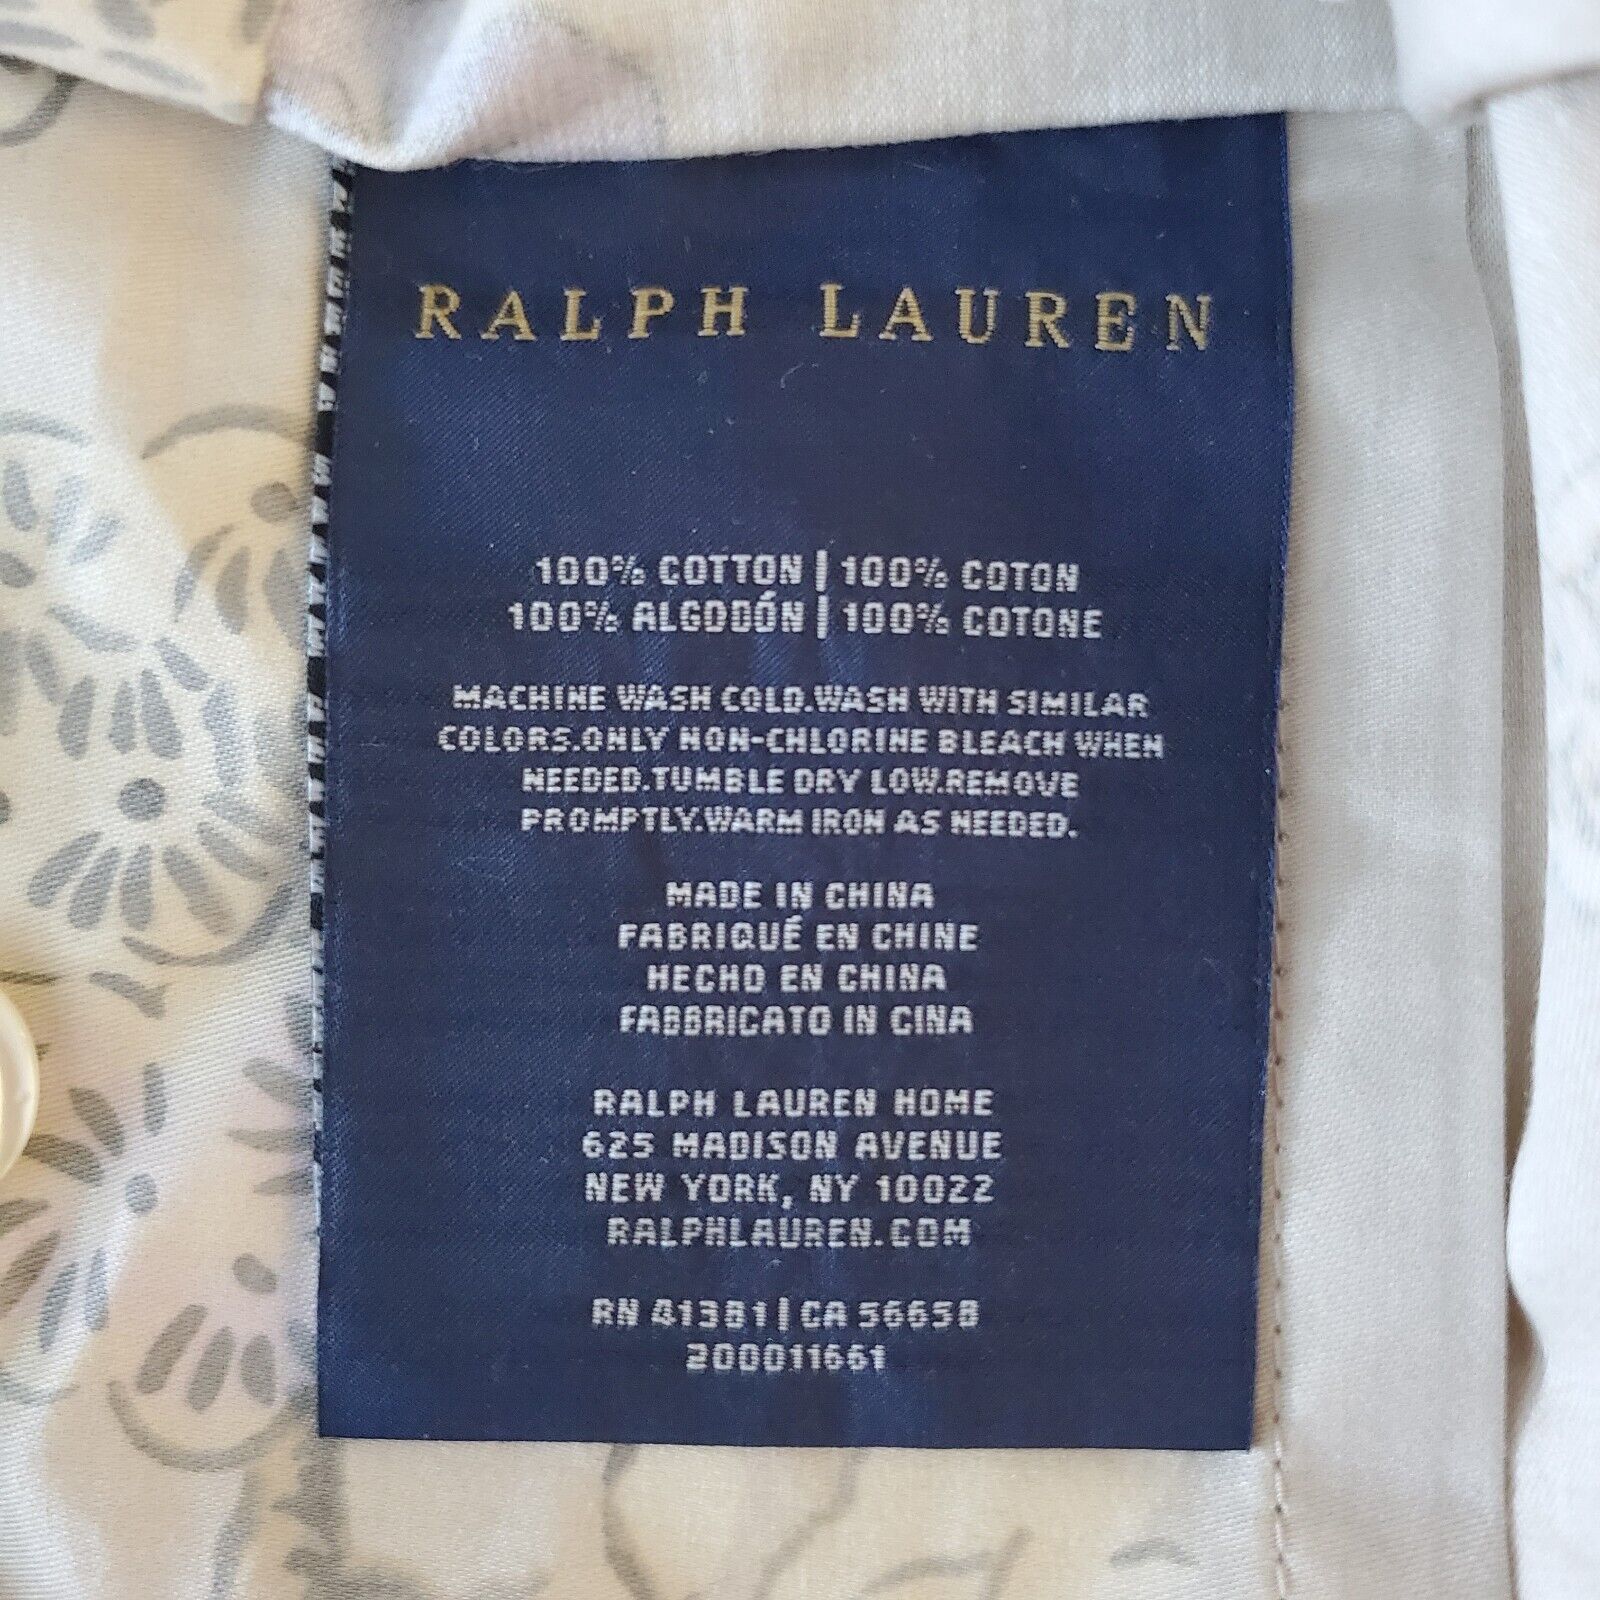 RALPH LAUREN
100% COTTON | 100% COTON
100% ALGODÓN | 100% COTONE
MACHINE WASH COLD.WASH WITH SIMILAR
COLORS.ONLY NON-CHLORINE BLEACH WHEN
NEEDED.TUMBLE DRY LOW.REMOVE
PROMPTLY.WARM IRON AS NEEDED.
MADE IN CHINA
FABRIQUÉ EN CHINE
HECHO EN CHINA
FABBRICATO IN CINA
RALPH LAUREN HOME
625 MADISON AVENUE
NEW YORK, NY 10022
RALPHLAUREN.COM
RN 41381 | CA 56658
200011661